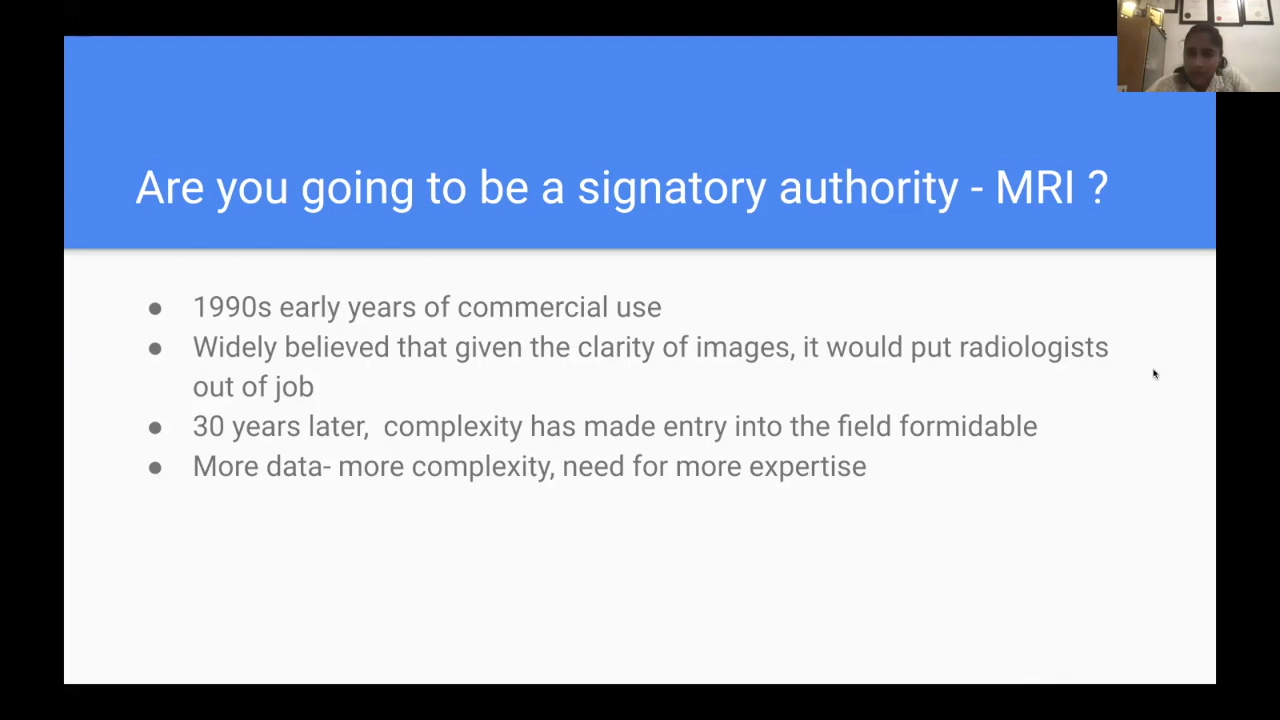 Are you going to be a signatory authority - MRI ?
● 1990s early years of commercial use
● Widely believed that given the clarity of images, it would put radiologists
out of job
● 30 years later,  complexity has made entry into the field formidable
● More data- more complexity, need for more expertise